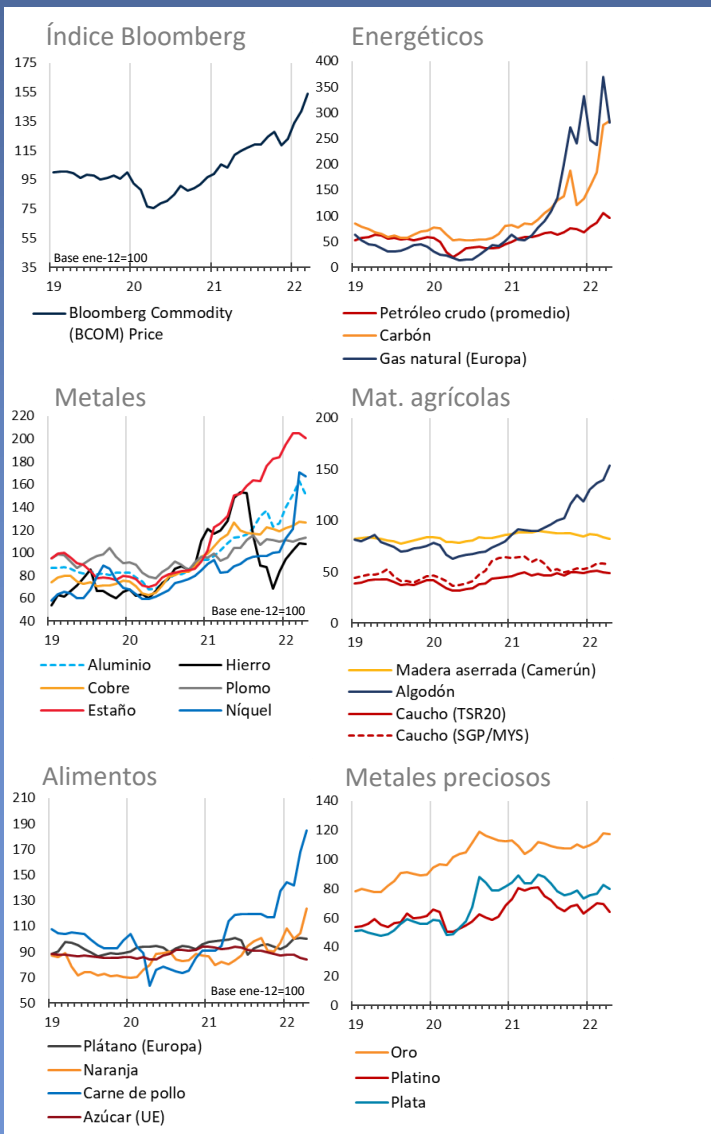 Índice Bloomberg
175
155
135
115
95
75
55
35
Base ene-12=100
19 20 21 22
Bloomberg Commodity
(BCOM) Price
Energéticos
400
350
300
250
200
150
100
50
0
19 20 21 22
Petróleo crudo (promedio)
Carbón
Gas natural (Europa)
Metales
220
200
180
160
140
120
100
80
60
40
Base ene-12=100
19 20 21 22
Aluminio Hierro
Cobre Plomo
Estaño Níquel
Mat. agrícolas
200
150
100
50
0
19 20 21 22
Madera aserrada (Camerún)
Algodón
Caucho (TSR20)
Caucho (SGP/MYS)
Alimentos
210
190
170
150
130
110
90
70
50
Base ene-12=100
19 20 21 22
Plátano (Europa)
Naranja
Carne de pollo
Azúcar (UE)
Metales preciosos
140
120
100
80
60
40
20
0
19 20 21 22
Oro
Platino
Plata